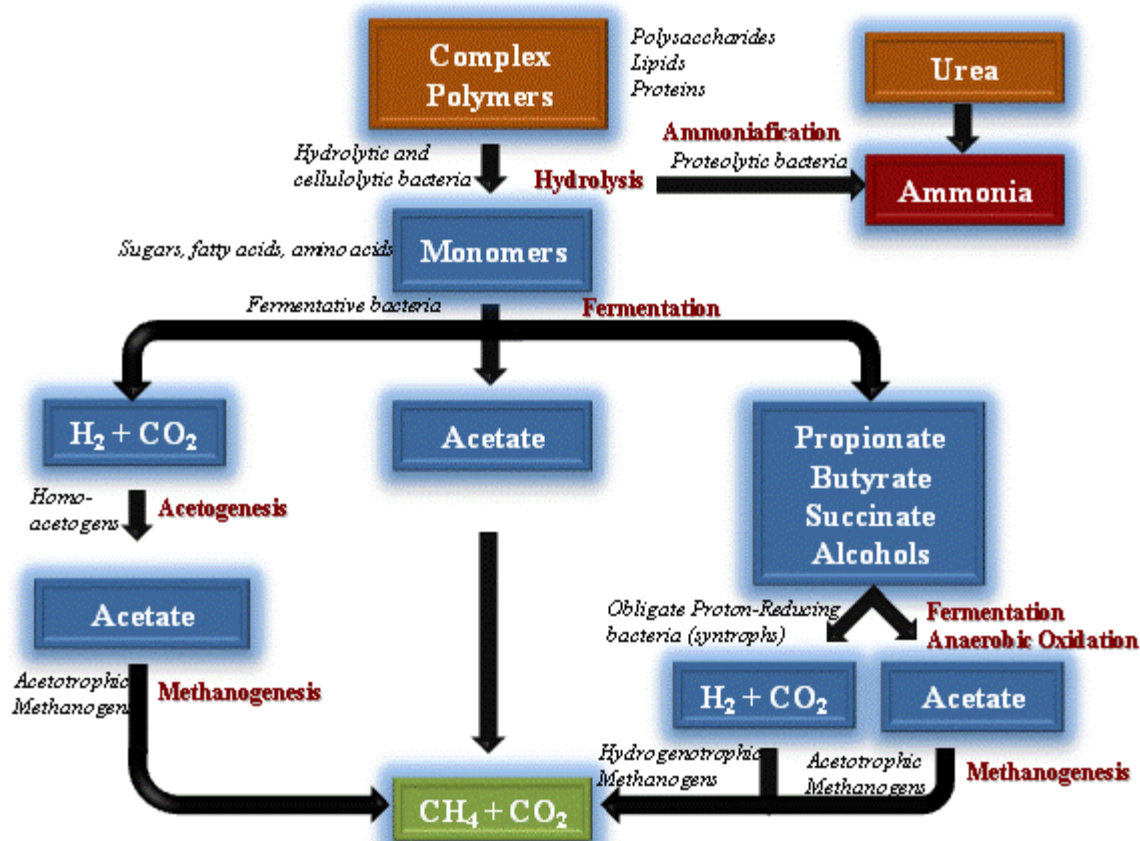 Complex
Polymers
Polysaccharides
Lipids
Proteins
Urea
Ammoniafication
Proteolytic bacteria
Hydrolytic and
cellulolytic bacteria
Hydrolysis
Ammonia
Sugars, fatty acids, amino acids
Monomers
Fermentative bacteria
Fermentation
H₂ + CO₂
Acetate
Propionate
Butyrate
Succinate
Alcohols
Homo-
acetogens
Acetogenesis
Acetate
Obligate Proton-Reducing
bacteria (syntrophs)
Fermentation
Anaerobic Oxidation
Acetotrophic
Methanogens
Methanogenesis
H₂ + CO₂
Acetate
Hydrogenotrophic
Methanogens
Acetotrophic
Methanogens
Methanogenesis
CH₄ + CO₂